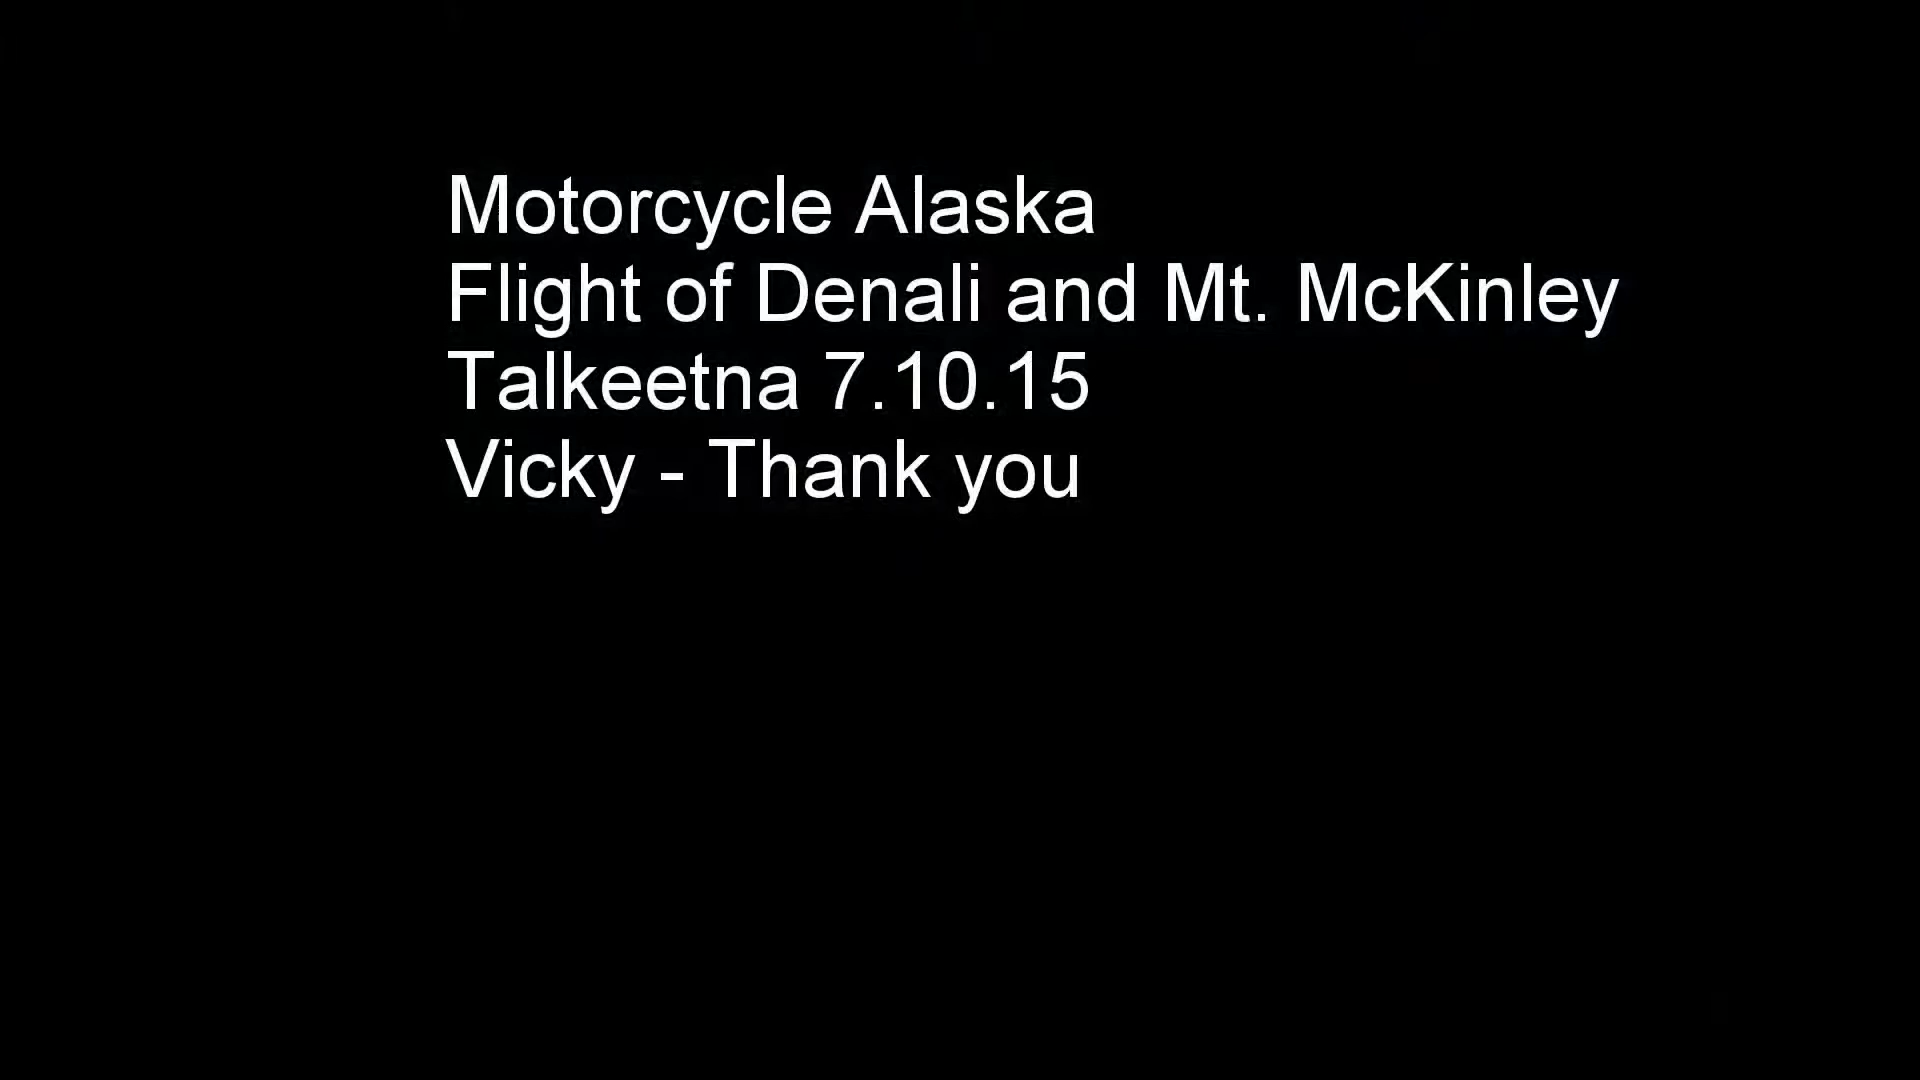 Motorcycle Alaska
Flight of Denali and Mt. McKinley
Talkeetna 7.10.15
Vicky - Thank you